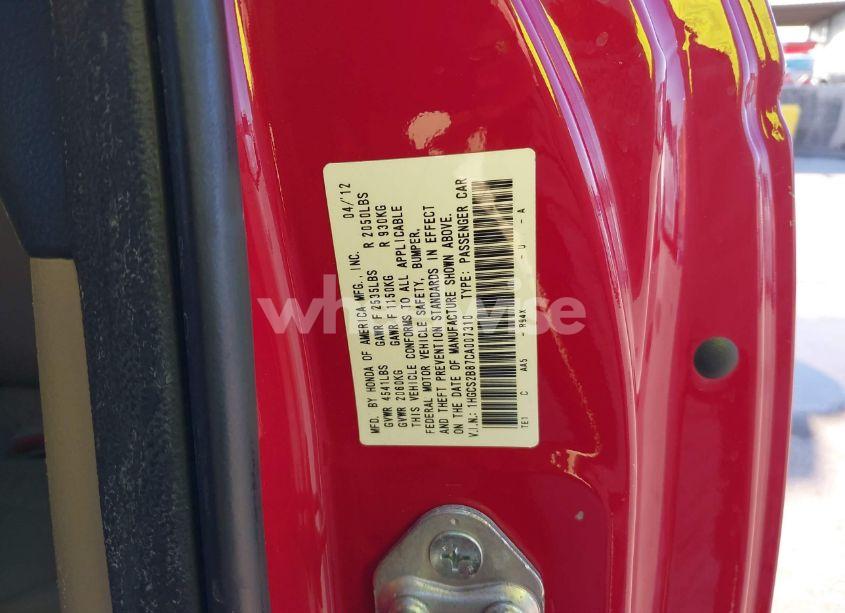 MFD. BY HONDA OF AMERICA MFG., INC. 04/12
GVWR 4541LBS GAWR F 2535LBS R 2050LBS
GVWR 2060KG GAWR F 1150KG R 930KG
THIS VEHICLE CONFORMS TO ALL APPLICABLE
FEDERAL MOTOR VEHICLE SAFETY, BUMPER,
AND THEFT PREVENTION STANDARDS IN EFFECT
ON THE DATE OF MANUFACTURE SHOWN ABOVE.
V.I.N.: 1HGCS2B87CA007310 TYPE: PASSENGER CAR
TE1 C AA5 - R94X - U - A